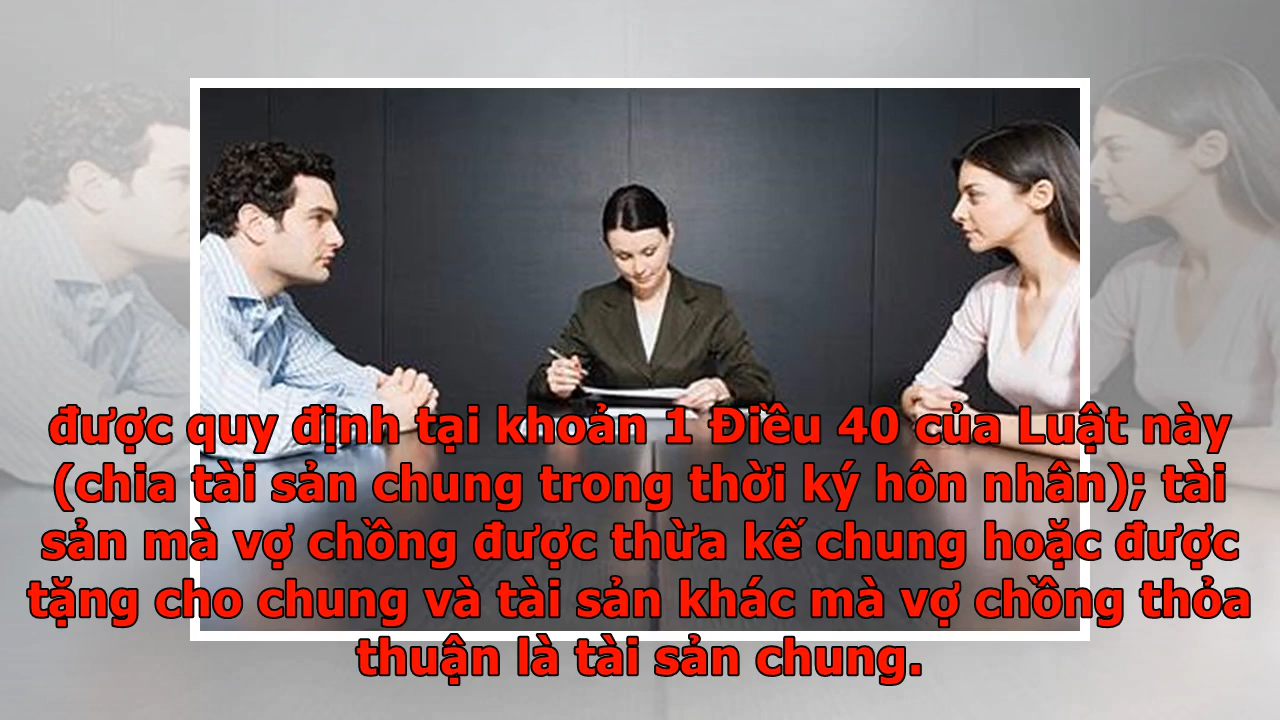 được quy định tại khoản 1 Điều 40 của Luật này
(chia tài sản chung trong thời kỳ hôn nhân); tài
sản mà vợ chồng được thừa kế chung hoặc được
tặng cho chung và tài sản khác mà vợ chồng thỏa
thuận là tài sản chung.